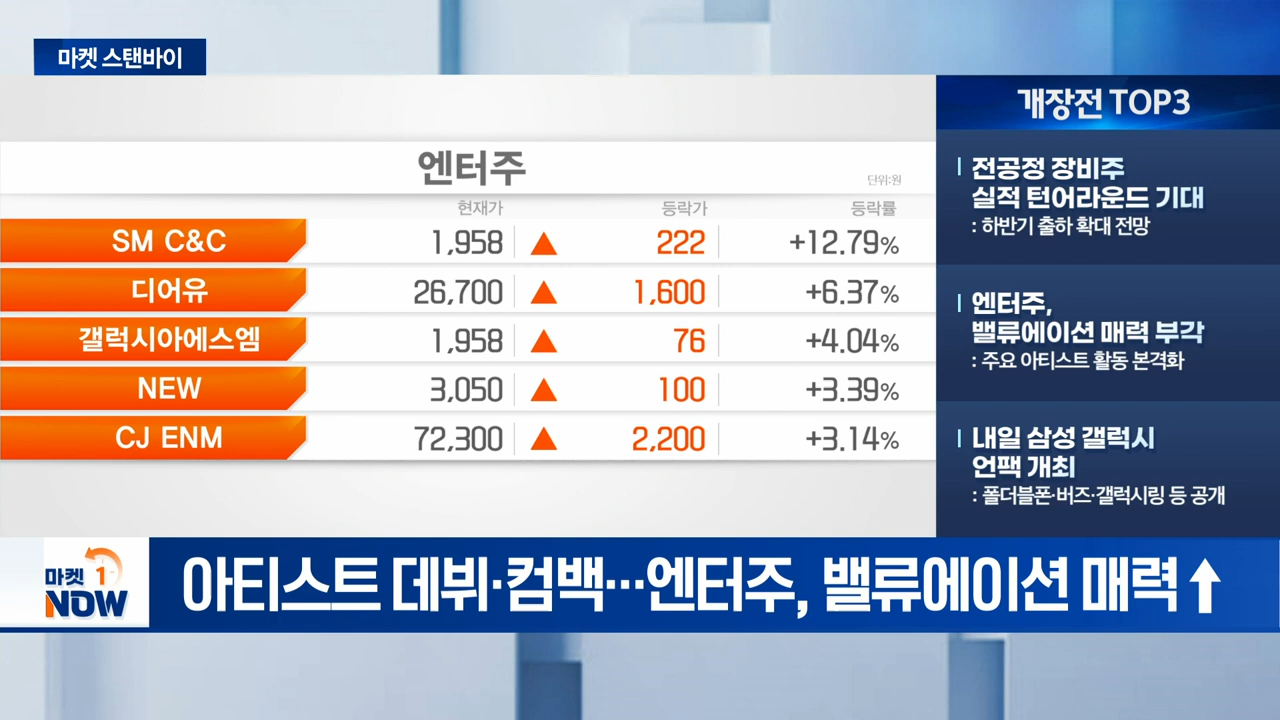 마켓 스탠바이
엔터주
단위:원
현재가 등락가 등락률
SM C&C 1,958 ▲ 222 +12.79%
디어유 26,700 ▲ 1,600 +6.37%
갤럭시아에스엠 1,958 ▲ 76 +4.04%
NEW 3,050 ▲ 100 +3.39%
CJ ENM 72,300 ▲ 2,200 +3.14%
개장전 TOP3
전공정 장비주
실적 턴어라운드 기대
: 하반기 출하 확대 전망
엔터주,
밸류에이션 매력 부각
: 주요 아티스트 활동 본격화
내일 삼성 갤럭시
언팩 개최
: 폴더블폰·버즈·갤럭시링 등 공개
마켓 1
NOW
아티스트 데뷔·컴백…엔터주, 밸류에이션 매력↑